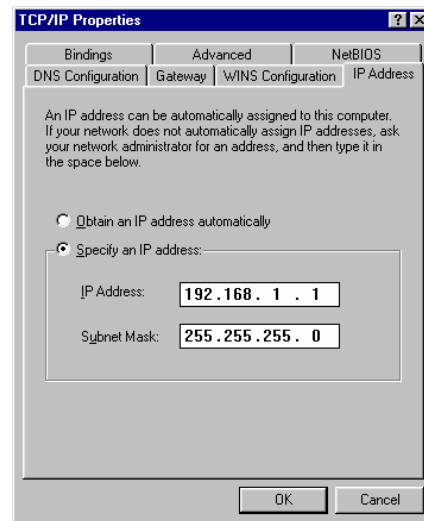 TCP/IP Properties
Bindings Advanced NetBIOS
DNS Configuration Gateway WINS Configuration IP Address
An IP address can be automatically assigned to this computer.
If your network does not automatically assign IP addresses, ask
your network administrator for an address, and then type it in
the space below.
Obtain an IP address automatically
Specify an IP address:
IP Address: 192.168. 1 . 1
Subnet Mask: 255.255.255. 0
OK Cancel